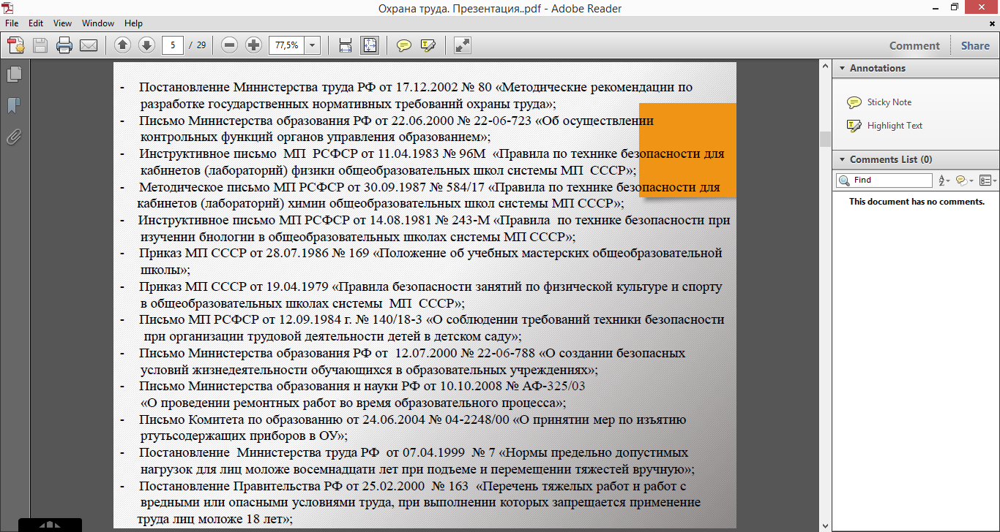 Охрана труда. Презентация..pdf - Adobe Reader
File Edit View Window Help
5 / 29 77,5% Comment Share
- Постановление Министерства труда РФ от 17.12.2002 № 80 «Методические рекомендации по
разработке государственных нормативных требований охраны труда»;
- Письмо Министерства образования РФ от 22.06.2000 № 22-06-723 «Об осуществлении
контрольных функций органов управления образованием»;
- Инструктивное письмо МП РСФСР от 11.04.1983 № 96М «Правила по технике безопасности для
кабинетов (лабораторий) физики общеобразовательных школ системы МП СССР»;
- Методическое письмо МП РСФСР от 30.09.1987 № 584/17 «Правила по технике безопасности для
кабинетов (лабораторий) химии общеобразовательных школ системы МП СССР»;
- Инструктивное письмо МП РСФСР от 14.08.1981 № 243-М «Правила по технике безопасности при
изучении биологии в общеобразовательных школах системы МП СССР»;
- Приказ МП СССР от 28.07.1986 № 169 «Положение об учебных мастерских общеобразовательной
школы»;
- Приказ МП СССР от 19.04.1979 «Правила безопасности занятий по физической культуре и спорту
в общеобразовательных школах системы МП СССР»;
- Письмо МП РСФСР от 12.09.1984 г. № 140/18-3 «О соблюдении требований техники безопасности
при организации трудовой деятельности детей в детском саду»;
- Письмо Министерства образования РФ от 12.07.2000 № 22-06-788 «О создании безопасных
условий жизнедеятельности обучающихся в образовательных учреждениях»;
- Письмо Министерства образования и науки РФ от 10.10.2008 № АФ-325/03
«О проведении ремонтных работ во время образовательного процесса»;
- Письмо Комитета по образованию от 24.06.2004 № 04-2248/00 «О принятии мер по изъятию
ртутьсодержащих приборов в ОУ»;
- Постановление Министерства труда РФ от 07.04.1999 № 7 «Нормы предельно допустимых
нагрузок для лиц моложе восемнадцати лет при подъеме и перемещении тяжестей вручную»;
- Постановление Правительства РФ от 25.02.2000 № 163 «Перечень тяжелых работ и работ с
вредными или опасными условиями труда, при выполнении которых запрещается применение
труда лиц моложе 18 лет»;
Annotations
Sticky Note
Highlight Text
Comments List (0)
Find
This document has no comments.